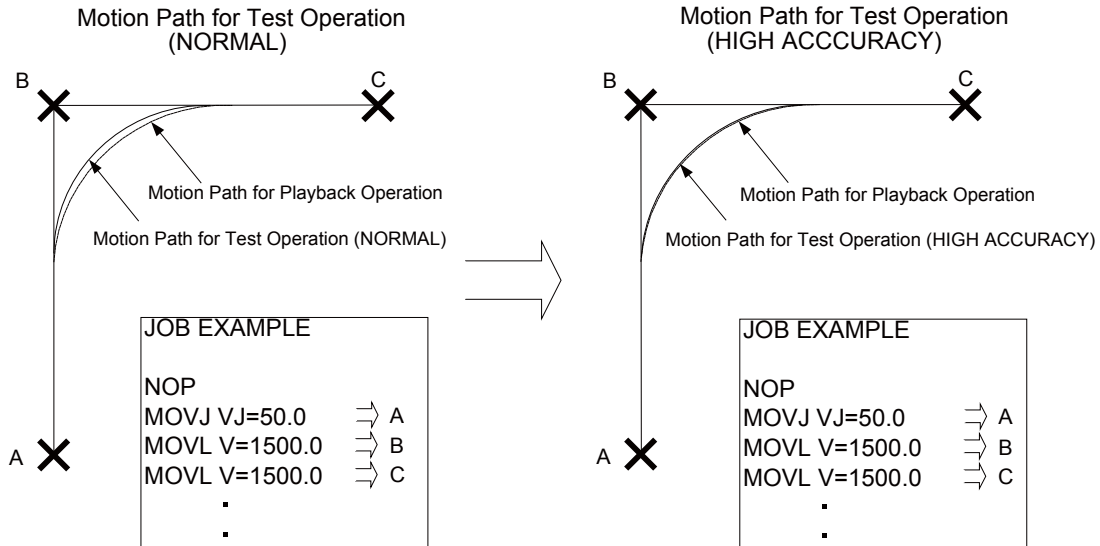 Motion Path for Test Operation
(NORMAL)
B
C
Motion Path for Playback Operation
Motion Path for Test Operation (NORMAL)
JOB EXAMPLE
NOP
MOVJ VJ=50.0 A
MOVL V=1500.0 B
MOVL V=1500.0 C
A
Motion Path for Test Operation
(HIGH ACCCURACY)
B
C
Motion Path for Playback Operation
Motion Path for Test Operation (HIGH ACCURACY)
JOB EXAMPLE
NOP
MOVJ VJ=50.0 A
MOVL V=1500.0 B
MOVL V=1500.0 C
A